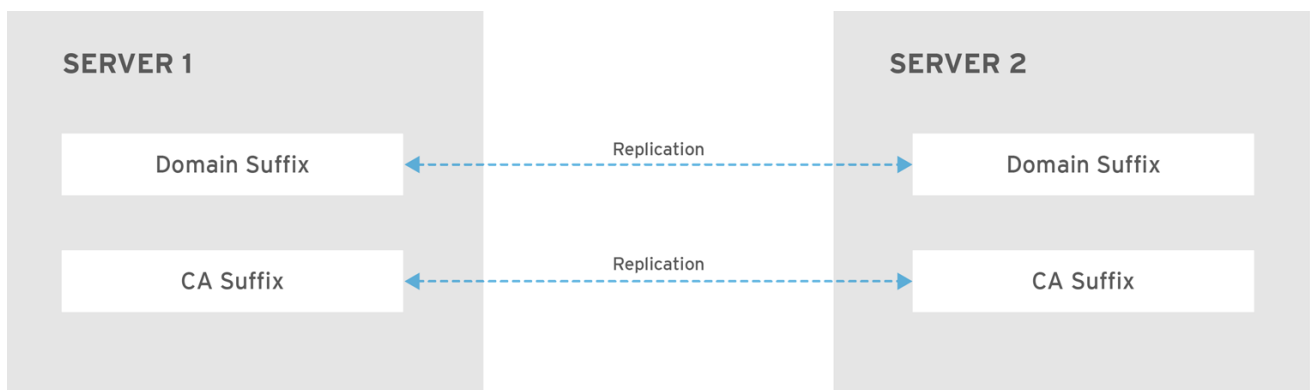 SERVER 1
SERVER 2
Domain Suffix
Replication
Domain Suffix
CA Suffix
Replication
CA Suffix